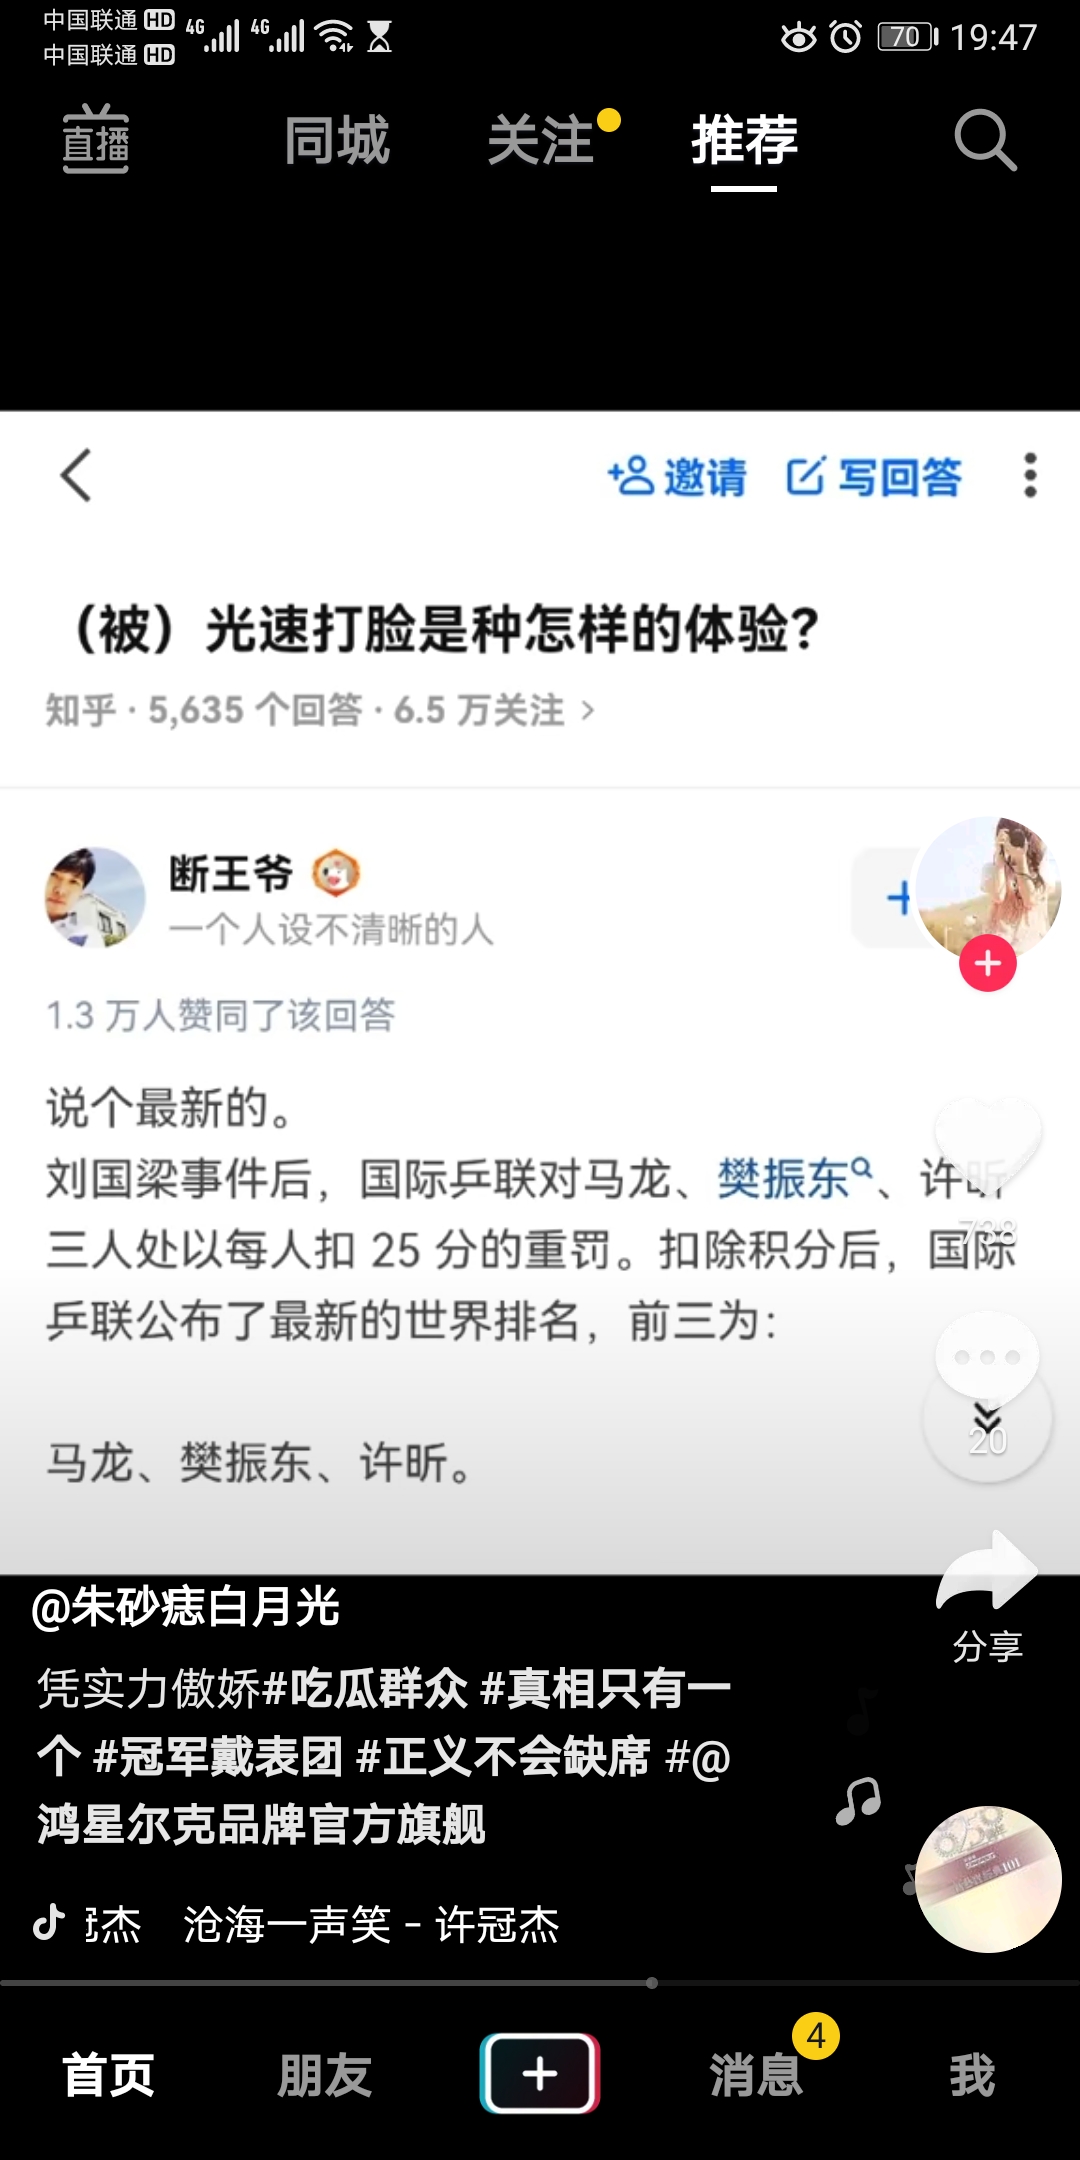 中国联通 HD 4G 4G
中国联通 HD
70 19:47
直播 同城 关注 推荐
邀请 写回答
（被）光速打脸是种怎样的体验？
知乎 · 5,635 个回答 · 6.5 万关注 >
断王爷
一个人设不清晰的人
1.3 万人赞同了该回答
说个最新的。
刘国梁事件后，国际乒联对马龙、樊振东、许昕
三人处以每人扣 25 分的重罚。扣除积分后，国际
乒联公布了最新的世界排名，前三为：
马龙、樊振东、许昕。
738
20
分享
@朱砂痣白月光
凭实力傲娇#吃瓜群众 #真相只有一
个 #冠军戴表团 #正义不会缺席 #@
鸿星尔克品牌官方旗舰
冠杰 沧海一声笑 - 许冠杰
首页 朋友 消息 4 我